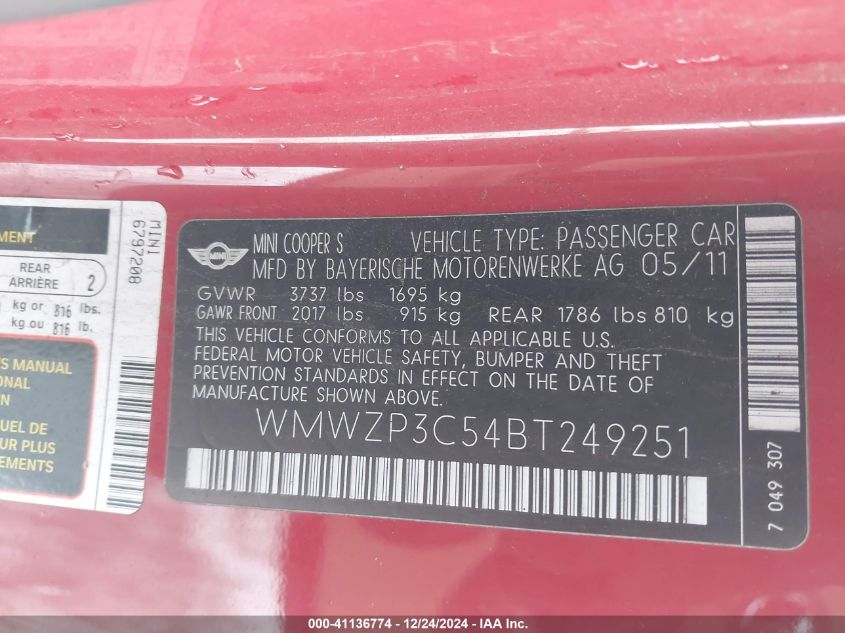 MENT
REAR
ARRIÈRE 2
kg or 816 lbs.
kg ou 816 lb.
S MANUAL
ONAL
N
UEL DE
UR PLUS
NTS
MINI
6797208
MINI
MINI COOPER S VEHICLE TYPE: PASSENGER CAR
MFD BY BAYERISCHE MOTORENWERKE AG 05/11
GVWR 3737 lbs 1695 kg
GAWR FRONT 2017 lbs 915 kg REAR 1786 lbs 810 kg
THIS VEHICLE CONFORMS TO ALL APPLICABLE U.S.
FEDERAL MOTOR VEHICLE SAFETY, BUMPER AND THEFT
PREVENTION STANDARDS IN EFFECT ON THE DATE OF
MANUFACTURE SHOWN ABOVE.
WMWZP3C54BT249251
7 049 307
000-41136774 - 12/24/2024 - IAA Inc.